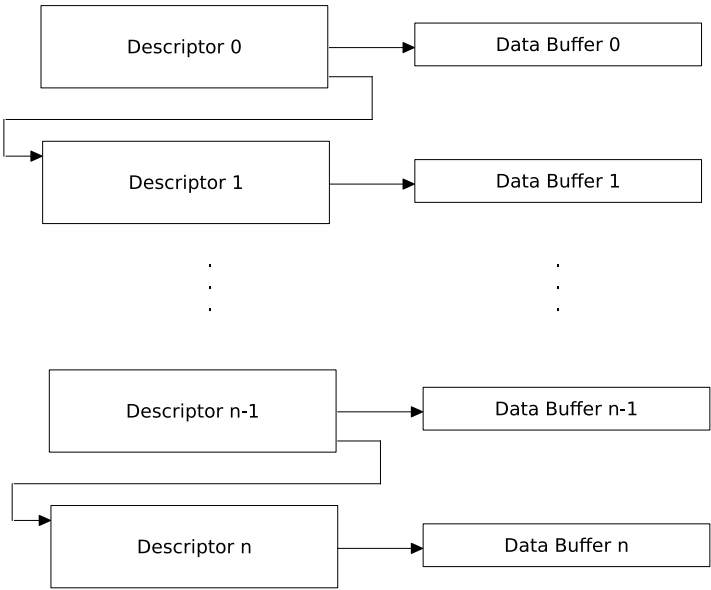 Descriptor 0
Data Buffer 0
Descriptor 1
Data Buffer 1
Descriptor n-1
Data Buffer n-1
Descriptor n
Data Buffer n